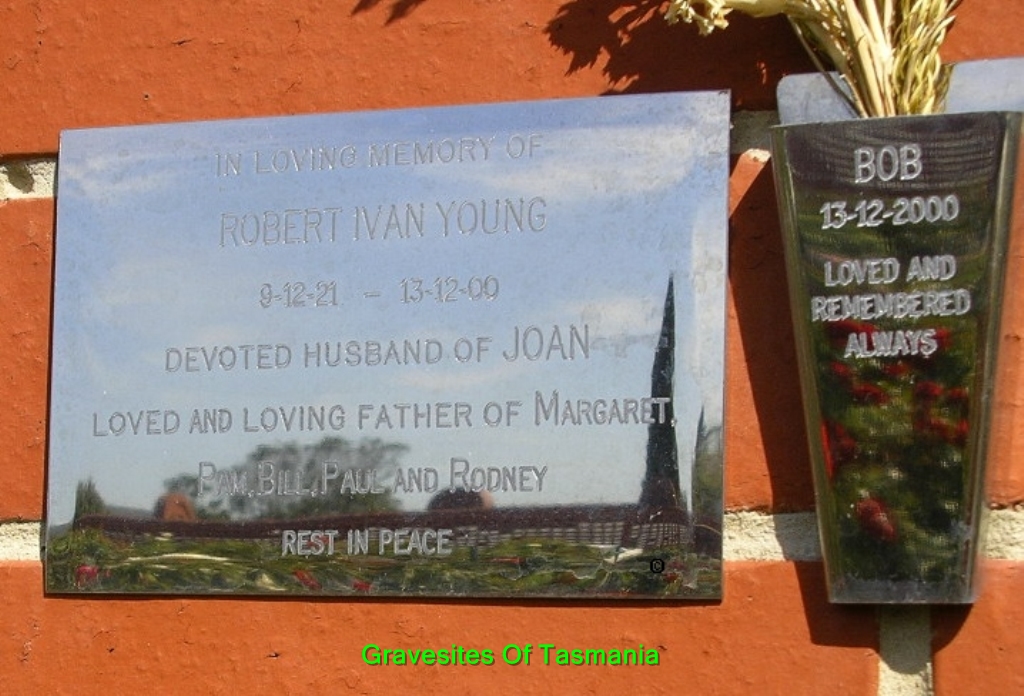 IN LOVING MEMORY OF
ROBERT IVAN YOUNG
9-12-21 - 13-12-00
DEVOTED HUSBAND OF JOAN
LOVED AND LOVING FATHER OF MARGARET,
PAM, BILL, PAUL AND RODNEY
REST IN PEACE
©
BOB
13-12-2000
LOVED AND
REMEMBERED
ALWAYS
Gravesites Of Tasmania